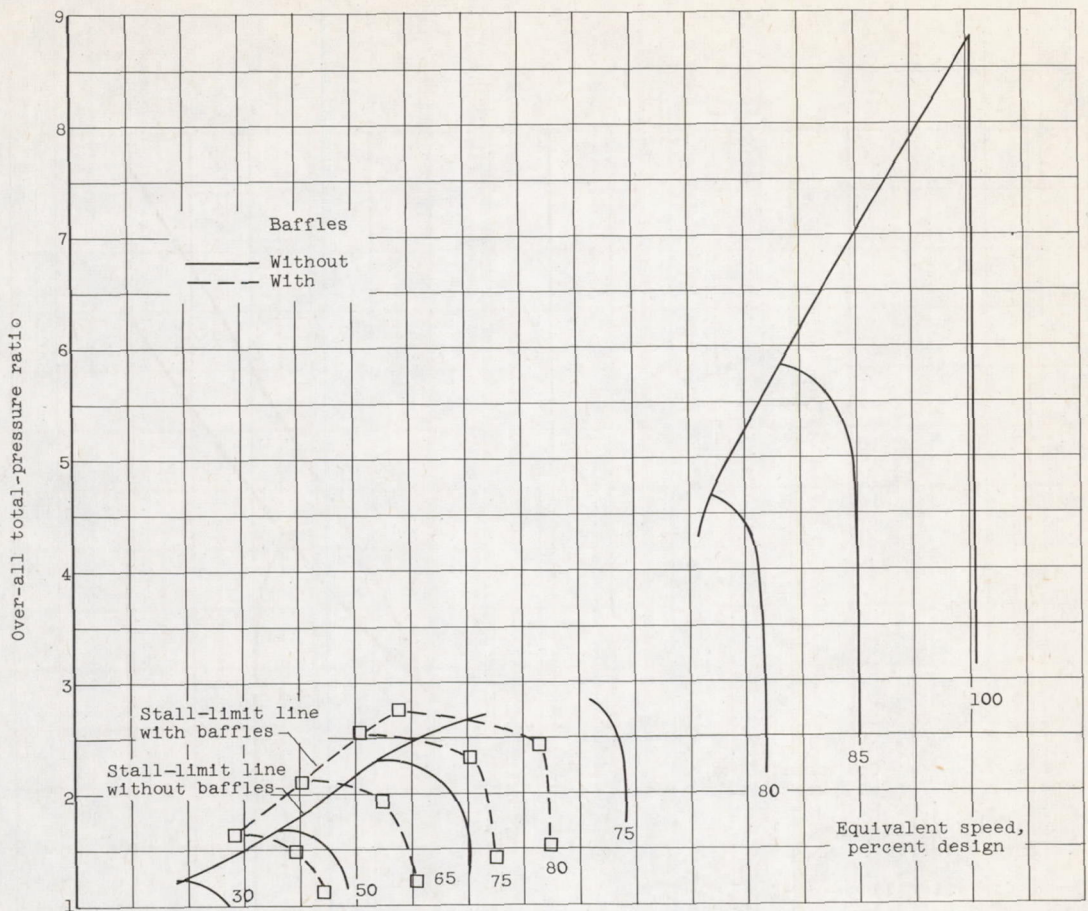 9
8
7
6
5
4
3
2
1
Over-all total-pressure ratio
Baffles
Without
With
Stall-limit line
with baffles
Stall-limit line
without baffles
30
50
65
75
80
75
80
85
100
Equivalent speed,
percent design